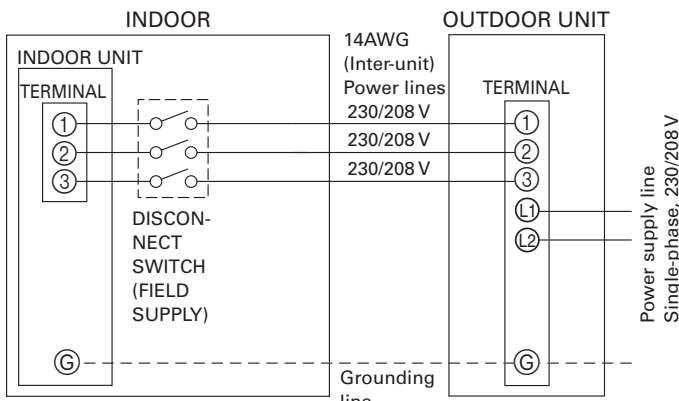 INDOOR
OUTDOOR UNIT
INDOOR UNIT
TERMINAL
1
2
3
G
DISCON-
NECT
SWITCH
(FIELD
SUPPLY)
14AWG
(Inter-unit)
Power lines
230/208 V
230/208 V
230/208 V
Grounding
line
TERMINAL
1
2
3
L1
L2
G
Power supply line
Single-phase, 230/208 V